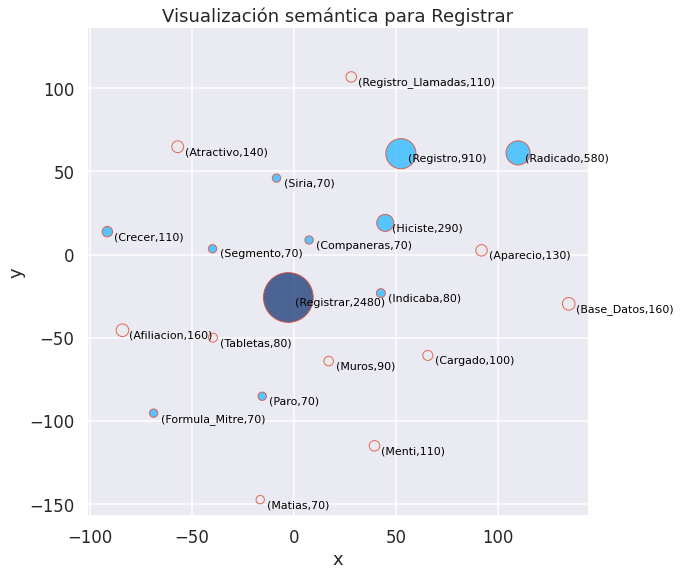 Visualización semántica para Registrar
y
100
50
0
−50
−100
−150
(Registro_Llamadas,110)
(Atractivo,140)
(Registro,910)
(Radicado,580)
(Siria,70)
(Hiciste,290)
(Crecer,110)
(Companeras,70)
(Segmento,70)
(Aparecio,130)
(Registrar,2480)
(Indicaba,80)
(Base_Datos,160)
(Afiliacion,160)
(Tabletas,80)
(Muros,90)
(Cargado,100)
(Paro,70)
(Formula_Mitre,70)
(Menti,110)
(Matias,70)
−100
−50
0
50
100
x